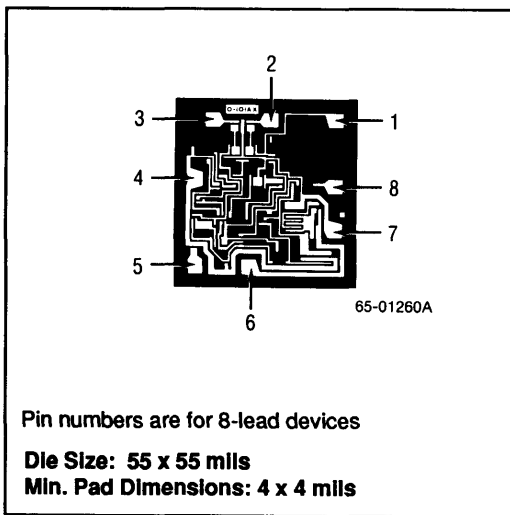 2
3
1
4
8
7
5
6
65-01260A
Pin numbers are for 8-lead devices
Die Size: 55 x 55 mils
Min. Pad Dimensions: 4 x 4 mils